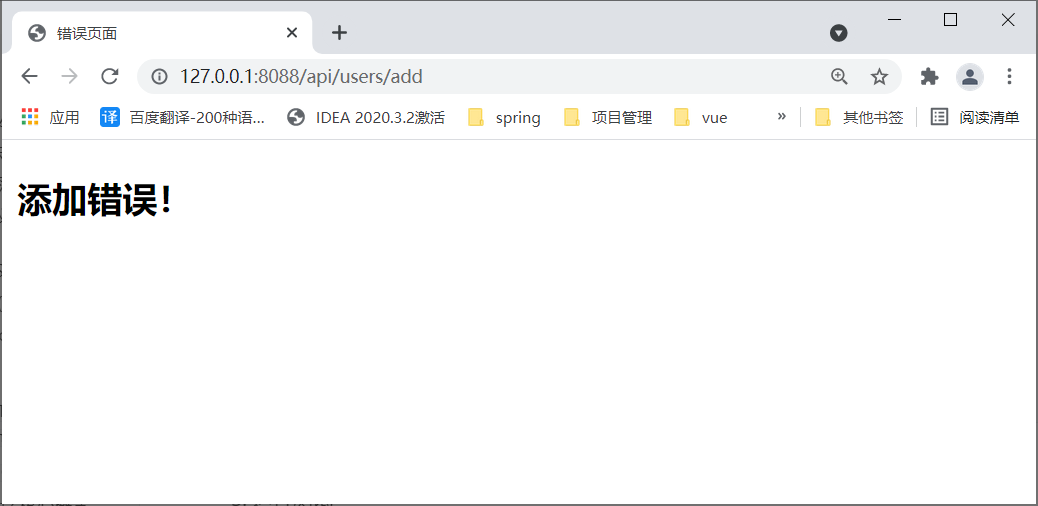 错误页面
127.0.0.1:8088/api/users/add
应用 译 百度翻译-200种语... IDEA 2020.3.2激活 spring 项目管理 vue » 其他书签 阅读清单
添加错误！